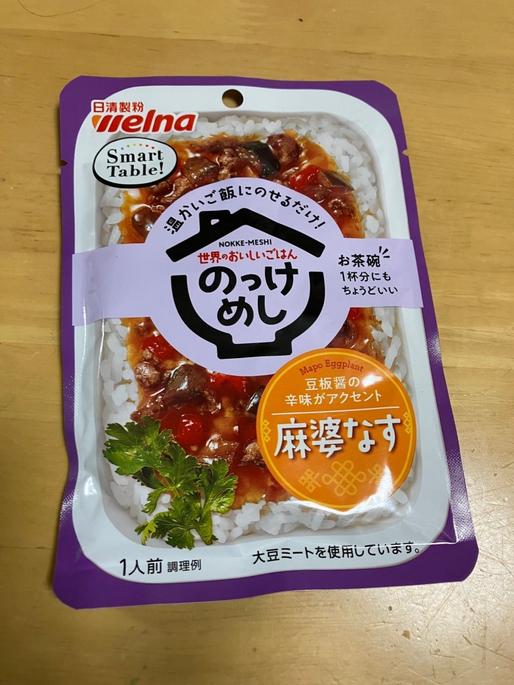 日清製粉
Welna
Smart
Table!
温かいご飯にのせるだけ!
NOKKE-MESHI
世界のおいしいごはん
のっけ
めし
お茶碗
1杯分にも
ちょうどいい
Mapo Eggplant
豆板醤の
辛味がアクセント
麻婆なす
1人前 調理例
大豆ミートを使用しています。